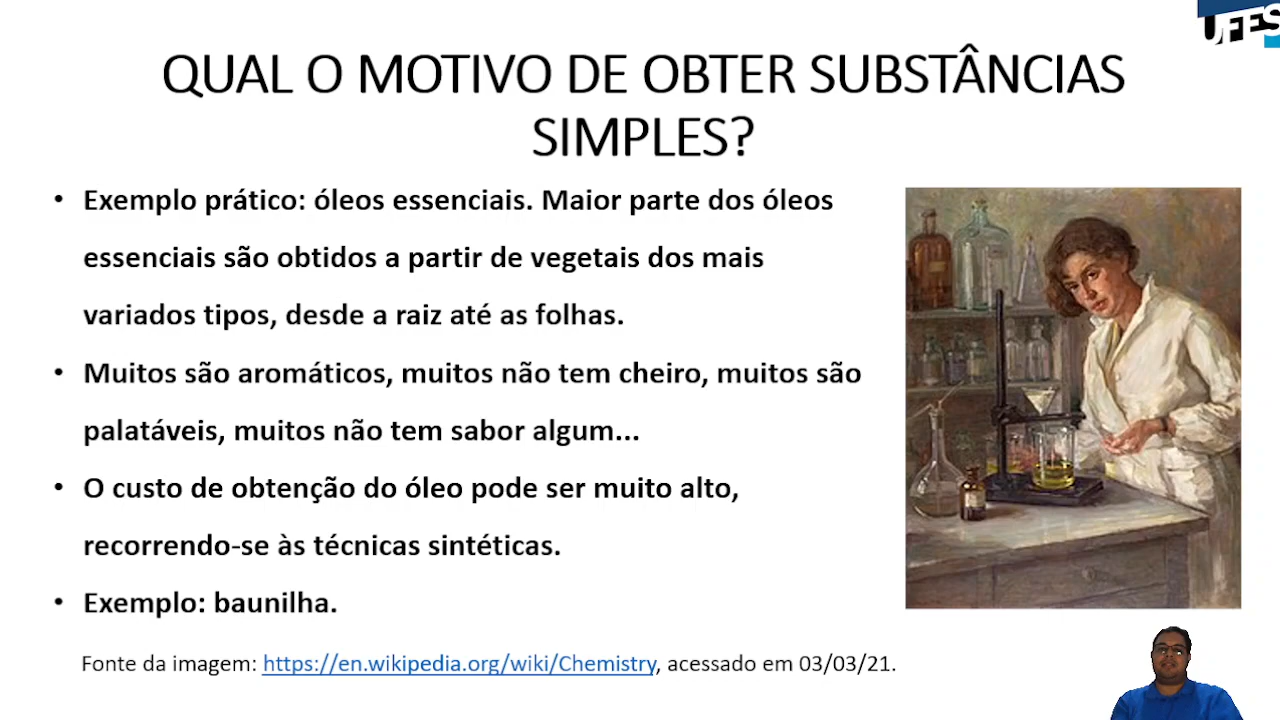 UFES
QUAL O MOTIVO DE OBTER SUBSTÂNCIAS
SIMPLES?
• Exemplo prático: óleos essenciais. Maior parte dos óleos
essenciais são obtidos a partir de vegetais dos mais
variados tipos, desde a raiz até as folhas.
• Muitos são aromáticos, muitos não tem cheiro, muitos são
palatáveis, muitos não tem sabor algum...
• O custo de obtenção do óleo pode ser muito alto,
recorrendo-se às técnicas sintéticas.
• Exemplo: baunilha.
Fonte da imagem: https://en.wikipedia.org/wiki/Chemistry, acessado em 03/03/21.